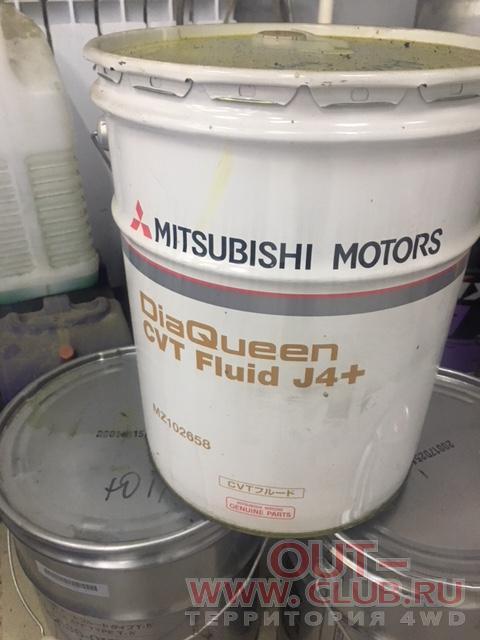 MITSUBISHI MOTORS
DiaQueen
CVT Fluid J4+
MZ102658
CVTフルード
GENUINE PARTS
OUT-
WWW.CLUB.RU
ТЕРРИТОРИЯ 4WD